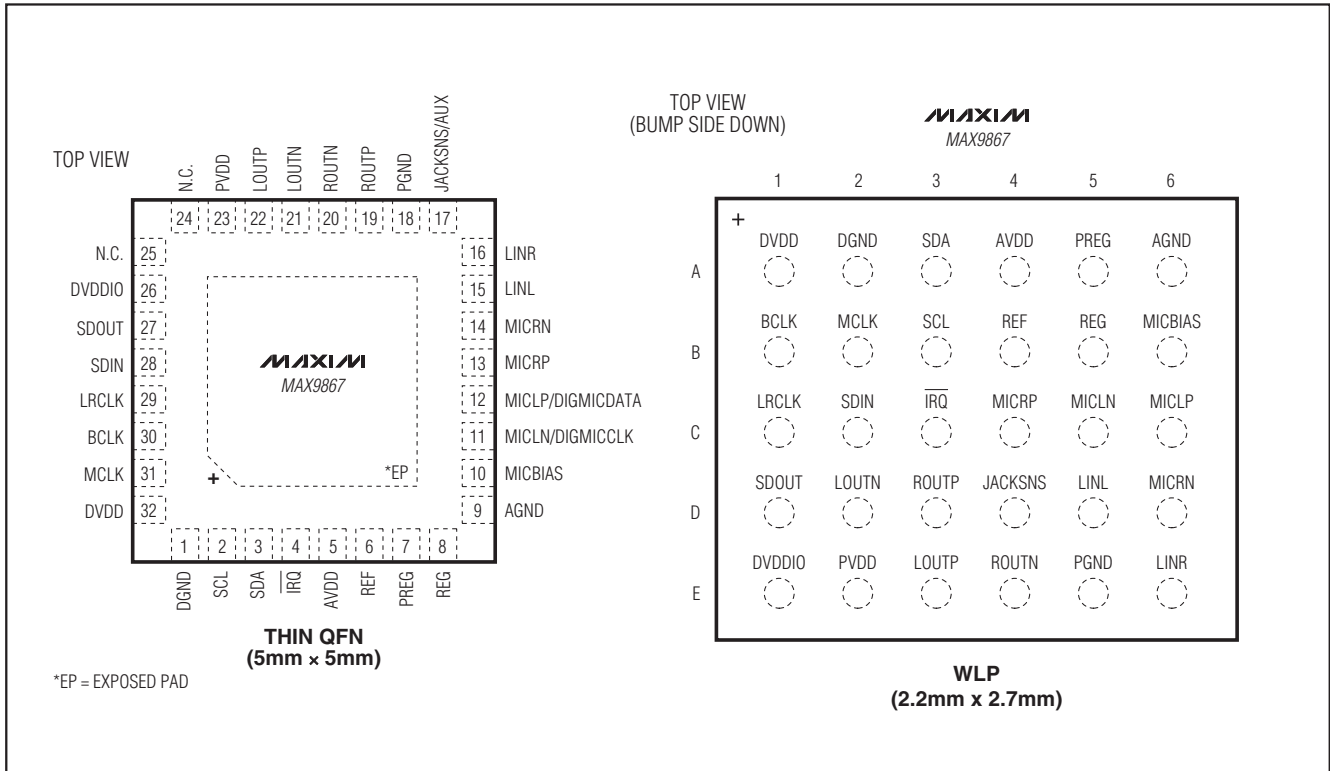 TOP VIEW
N.C.
PVDD
LOUTP
LOUTN
ROUTN
ROUTP
PGND
JACKSNS/AUX
24 23 22 21 20 19 18 17
N.C. 25
DVDDIO 26
SDOUT 27
SDIN 28
LRCLK 29
BCLK 30
MCLK 31
DVDD 32
MAXIM
MAX9867
+
*EP
16 LINR
15 LINL
14 MICRN
13 MICRP
12 MICLP/DIGMICDATA
11 MICLN/DIGMICCLK
10 MICBIAS
9 AGND
1 2 3 4 5 6 7 8
DGND
SCL
SDA
IRQ
AVDD
REF
PREG
REG
THIN QFN
(5mm × 5mm)
*EP = EXPOSED PAD
TOP VIEW
(BUMP SIDE DOWN)
MAXIM
MAX9867
1 2 3 4 5 6
+
DVDD DGND SDA AVDD PREG AGND
A
BCLK MCLK SCL REF REG MICBIAS
B
LRCLK SDIN IRQ MICRP MICLN MICLP
C
SDOUT LOUTN ROUTP JACKSNS LINL MICRN
D
DVDDIO PVDD LOUTP ROUTN PGND LINR
E
WLP
(2.2mm x 2.7mm)